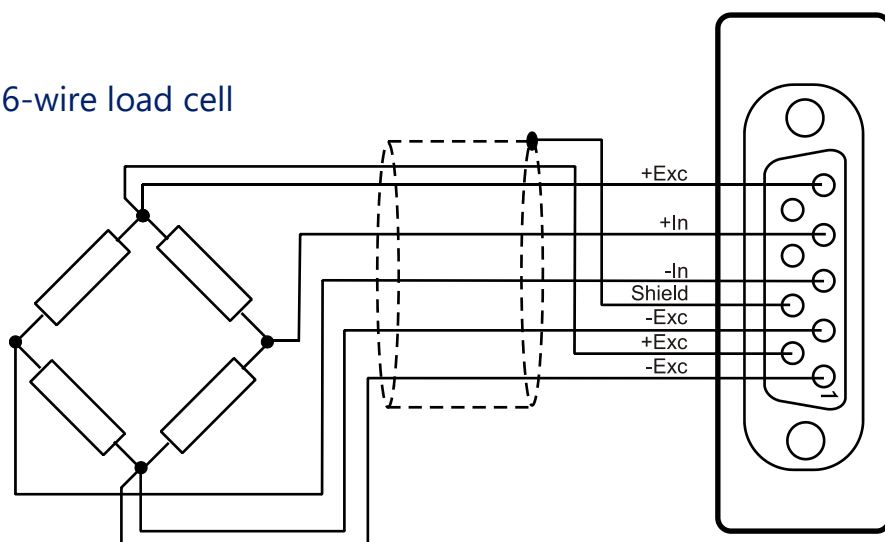 6-wire load cell
+Exc
+In
-In
Shield
-Exc
+Exc
-Exc
1